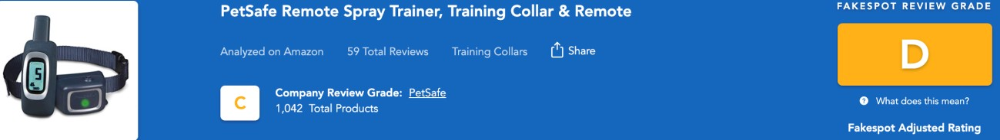 PetSafe Remote Spray Trainer, Training Collar & Remote
FAKESPOT REVIEW GRADE
Analyzed on Amazon 59 Total Reviews Training Collars Share
D
C
Company Review Grade: PetSafe
1,042 Total Products
? What does this mean?
Fakespot Adjusted Rating
5